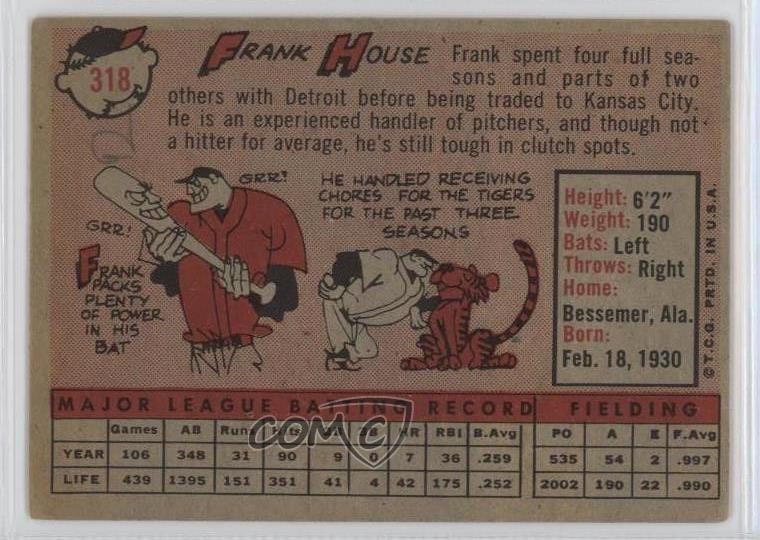 318
FRANK HOUSE
Frank spent four full sea-
sons and parts of two
others with Detroit before being traded to Kansas City.
He is an experienced handler of pitchers, and though not
a hitter for average, he's still tough in clutch spots.
GRR!
GRR!
FRANK
PACKS
PLENTY
OF POWER
IN HIS
BAT
HE HANDLED RECEIVING
CHORES FOR THE TIGERS
FOR THE PAST THREE
SEASONS
Height: 6'2"
Weight: 190
Bats: Left
Throws: Right
Home:
Bessemer, Ala.
Born:
Feb. 18, 1930
©T.C.G. PRTD. IN U.S.A.
MAJOR LEAGUE BATTING RECORD FIELDING
Games AB Runs Hits 2B 3B HR RBI B.Avg PO A E F.Avg
YEAR 106 348 31 90 9 0 7 36 .259 535 54 2 .997
LIFE 439 1395 151 351 41 4 42 175 .252 2002 190 22 .990
COMC